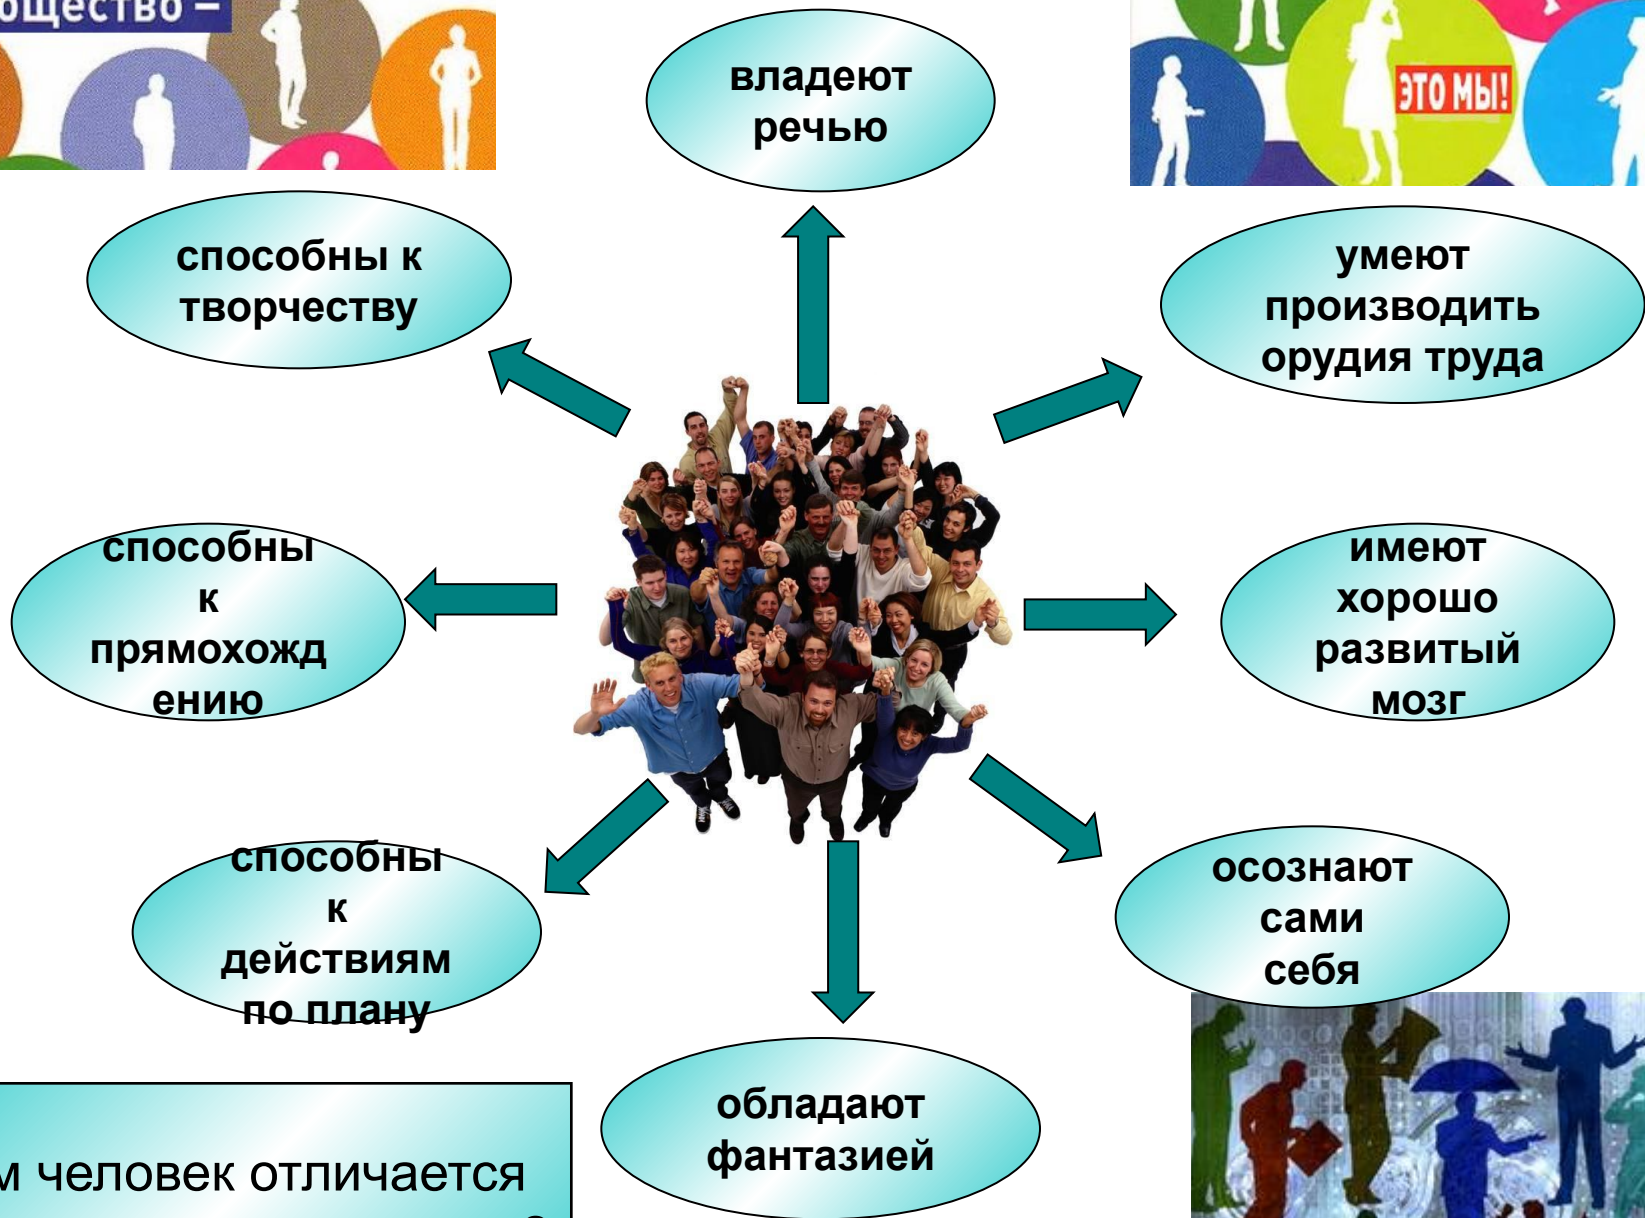 общество –
ЭТО МЫ!
владеют
речью
способны к
творчеству
умеют
производить
орудия труда
способны
к
прямохожд
ению
имеют
хорошо
развитый
мозг
способны
к
действиям
по плану
осознают
сами
себя
обладают
фантазией
м человек отличается